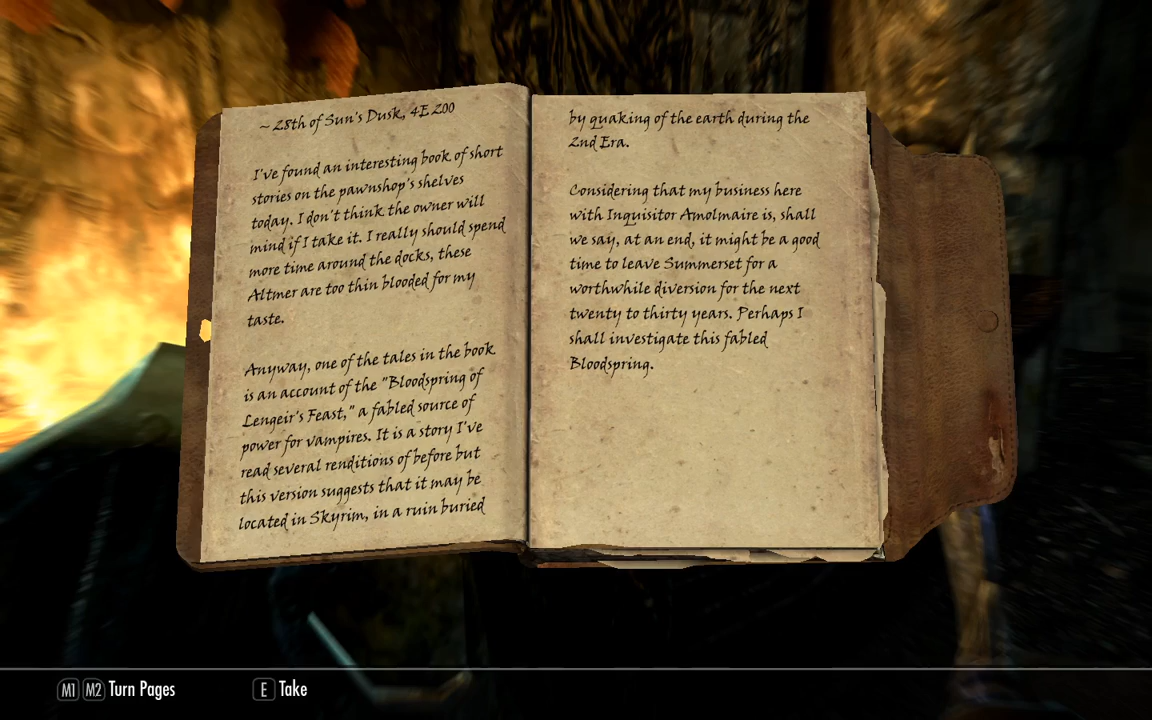 ~ 28th of Sun's Dusk, 4E 200
I've found an interesting book of short
stories on the pawnshop's shelves
today. I don't think the owner will
mind if I take it. I really should spend
more time around the docks, these
Altmer are too thin blooded for my
taste.
Anyway, one of the tales in the book
is an account of the "Bloodspring of
Lengeir's Feast," a fabled source of
power for vampires. It is a story I've
read several renditions of before but
this version suggests that it may be
located in Skyrim, in a ruin buried
by quaking of the earth during the
2nd Era.
Considering that my business here
with Inquisitor Amolmaire is, shall
we say, at an end, it might be a good
time to leave Summerset for a
worthwhile diversion for the next
twenty to thirty years. Perhaps I
shall investigate this fabled
Bloodspring.
M1 M2 Turn Pages E Take